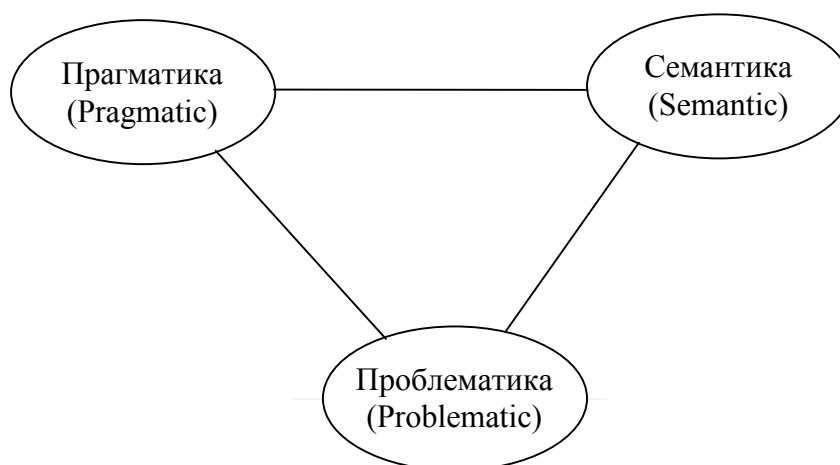 Прагматика
(Pragmatic)
Семантика
(Semantic)
Проблематика
(Problematic)